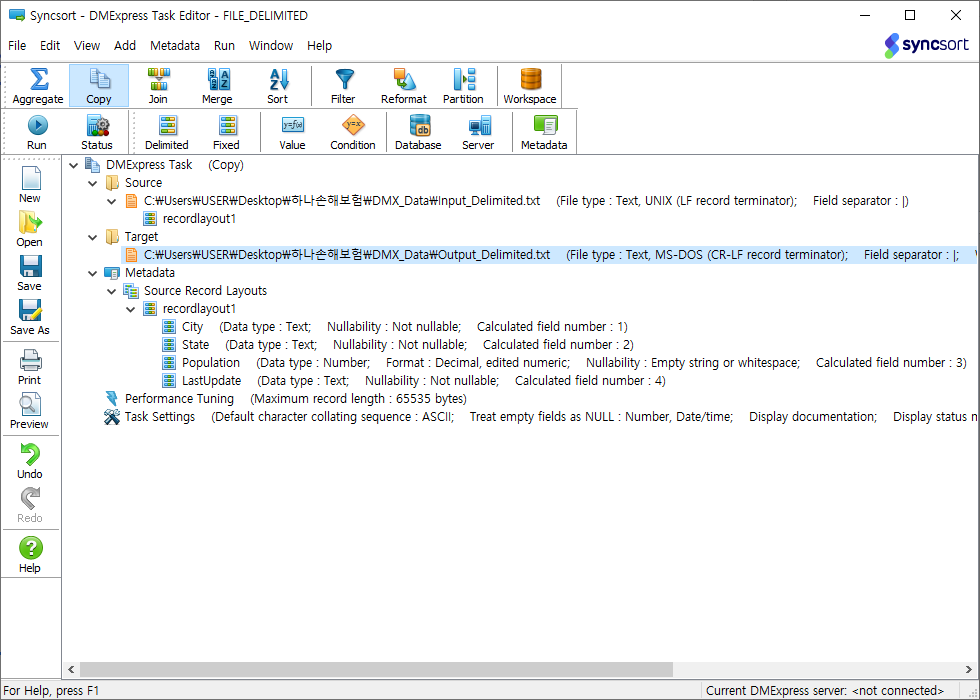 Syncsort - DMExpress Task Editor - FILE_DELIMITED
File Edit View Add Metadata Run Window Help
syncsort
Aggregate Copy Join Merge Sort Filter Reformat Partition Workspace
Run Status Delimited Fixed Value Condition Database Server Metadata
New
Open
Save
Save As
Print
Preview
Undo
Redo
Help
DMExpress Task (Copy)
Source
C:₩Users₩USER₩Desktop₩하나손해보험₩DMX_Data₩Input_Delimited.txt (File type : Text, UNIX (LF record terminator); Field separator : |)
recordlayout1
Target
C:₩Users₩USER₩Desktop₩하나손해보험₩DMX_Data₩Output_Delimited.txt (File type : Text, MS-DOS (CR-LF record terminator); Field separator : |;
Metadata
Source Record Layouts
recordlayout1
City (Data type : Text; Nullability : Not nullable; Calculated field number : 1)
State (Data type : Text; Nullability : Not nullable; Calculated field number : 2)
Population (Data type : Number; Format : Decimal, edited numeric; Nullability : Empty string or whitespace; Calculated field number : 3)
LastUpdate (Data type : Text; Nullability : Not nullable; Calculated field number : 4)
Performance Tuning (Maximum record length : 65535 bytes)
Task Settings (Default character collating sequence : ASCII; Treat empty fields as NULL : Number, Date/time; Display documentation; Display status n
For Help, press F1
Current DMExpress server: <not connected>